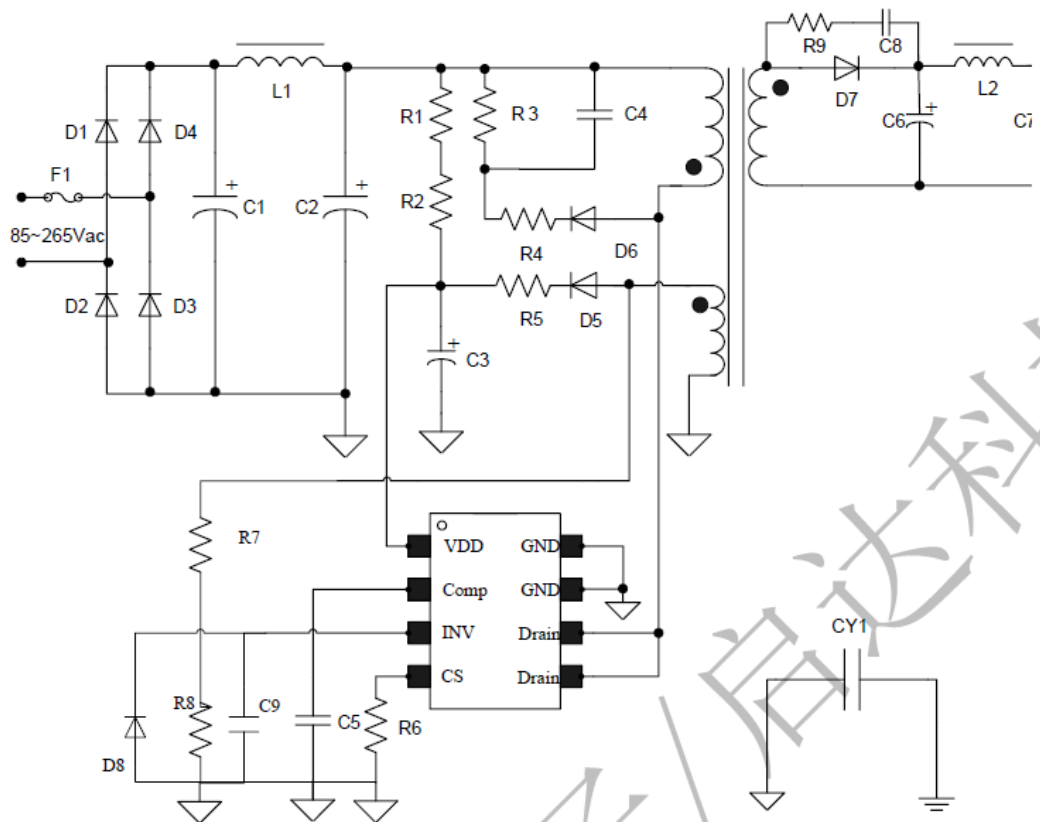 R9
C8
L1
D7
L2
R1
R3
C4
C6
C7
D1
D4
F1
R2
C1
C2
85~265Vac
R4
D6
D2
D3
R5
D5
C3
R7
VDD
GND
Comp
GND
INV
Drain
CS
Drain
CY1
R8
C9
C5
R6
D8
启达科